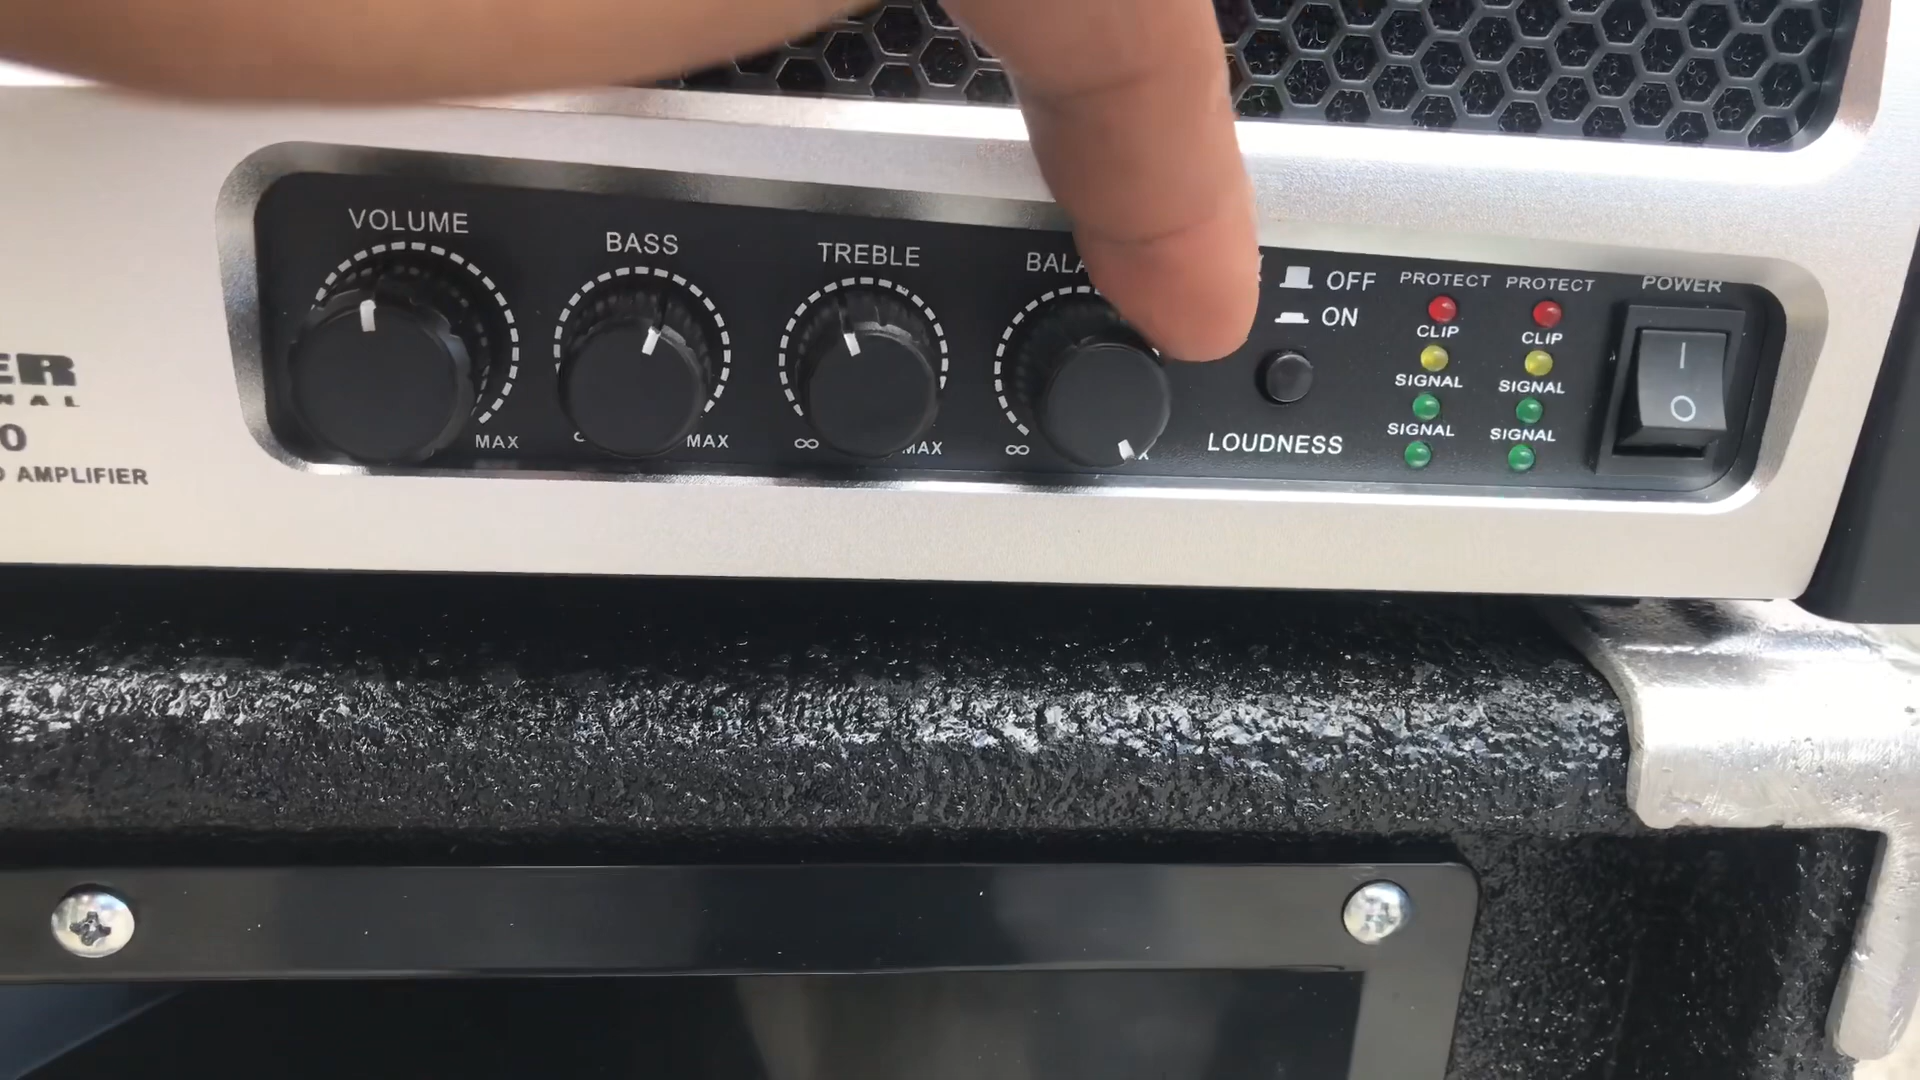 VOLUME
BASS
TREBLE
OFF
ON
PROTECT
PROTECT
POWER
CLIP
CLIP
SIGNAL
SIGNAL
SIGNAL
SIGNAL
MAX
MAX
∞
MAX
∞
LOUDNESS
AMPLIFIER